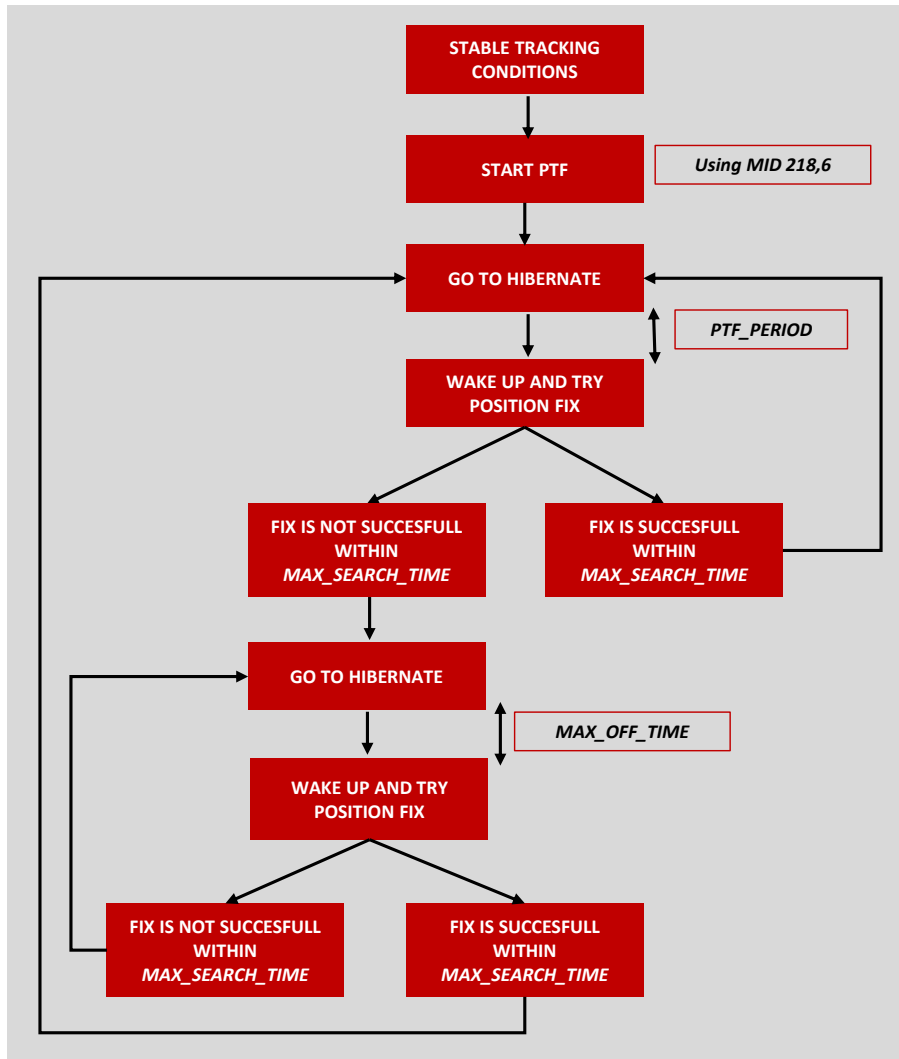 STABLE TRACKING
CONDITIONS
START PTF
Using MID 218,6
GO TO HIBERNATE
PTF_PERIOD
WAKE UP AND TRY
POSITION FIX
FIX IS NOT SUCCESFULL
WITHIN
MAX_SEARCH_TIME
FIX IS SUCCESFULL
WITHIN
MAX_SEARCH_TIME
GO TO HIBERNATE
MAX_OFF_TIME
WAKE UP AND TRY
POSITION FIX
FIX IS NOT SUCCESFULL
WITHIN
MAX_SEARCH_TIME
FIX IS SUCCESFULL
WITHIN
MAX_SEARCH_TIME